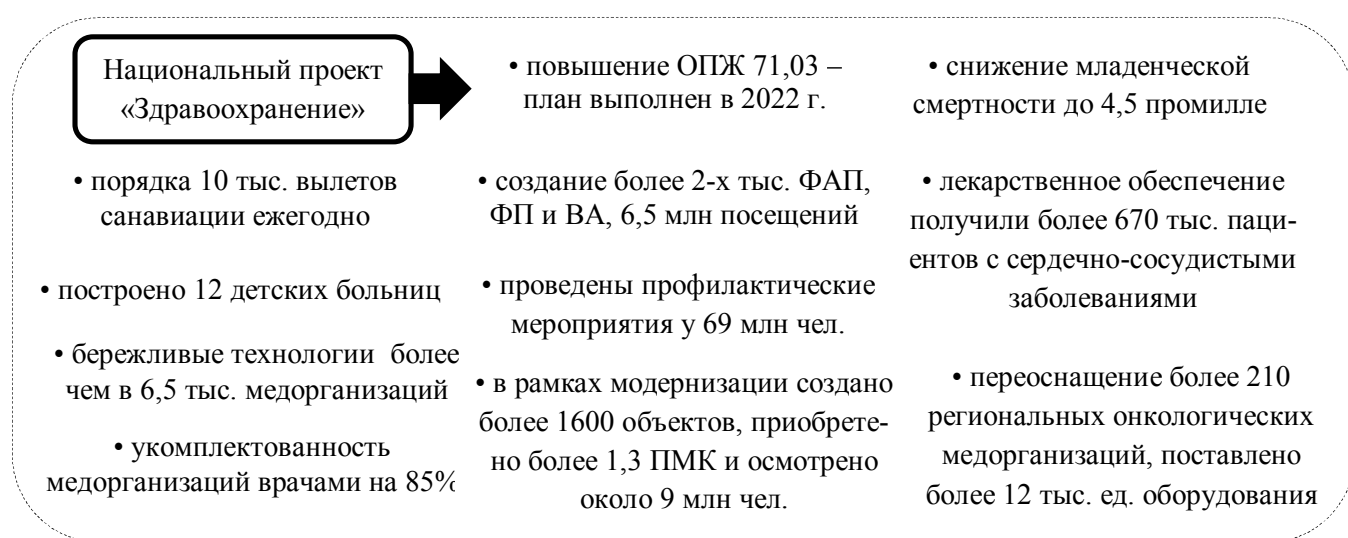 Национальный проект
«Здравоохранение»
• повышение ОПЖ 71,03 –
план выполнен в 2022 г.
• снижение младенческой
смертности до 4,5 промилле
• порядка 10 тыс. вылетов
санавиации ежегодно
• создание более 2-х тыс. ФАП,
ФП и ВА, 6,5 млн посещений
• лекарственное обеспечение
получили более 670 тыс. паци-
ентов с сердечно-сосудистыми
заболеваниями
• построено 12 детских больниц
• проведены профилактические
мероприятия у 69 млн чел.
• бережливые технологии  более
чем в 6,5 тыс. медорганизаций
• в рамках модернизации создано
более 1600 объектов, приобрете-
но более 1,3 ПМК и осмотрено
около 9 млн чел.
• переоснащение более 210
региональных онкологических
медорганизаций, поставлено
более 12 тыс. ед. оборудования
• укомплектованность
медорганизаций врачами на 85%